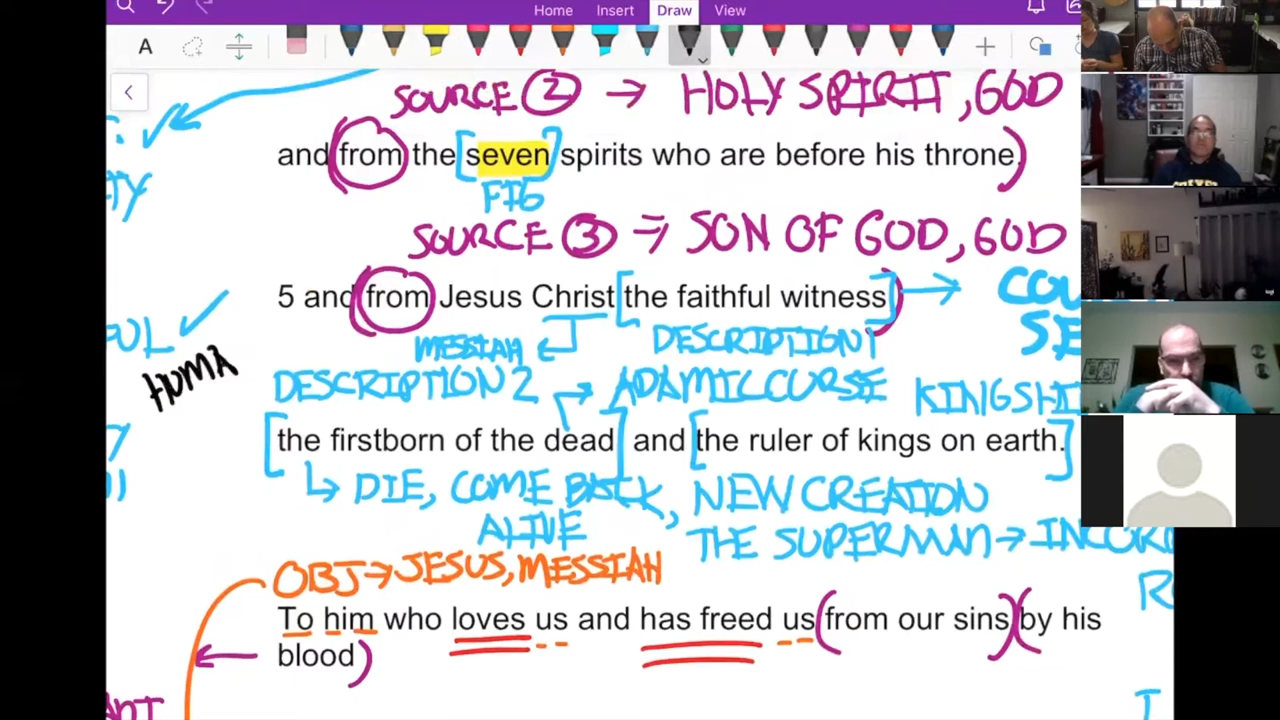 Home Insert Draw View
A
SOURCE 2 → HOLY SPIRIT, GOD
and from the seven spirits who are before his throne,
FIG
SOURCE 3 → SON OF GOD, GOD
5 and from Jesus Christ the faithful witness →
MESSIAH DESCRIPTION 1
HUMA
DESCRIPTION 2 → ADAMIC CURSE KINGSHI
the firstborn of the dead and the ruler of kings on earth.
↳ DIE, COME BACK ALIVE, NEW CREATION
THE SUPERMAN → INCORR
OBJ → JESUS, MESSIAH
To him who loves us and has freed us (from our sins) (by his
blood)